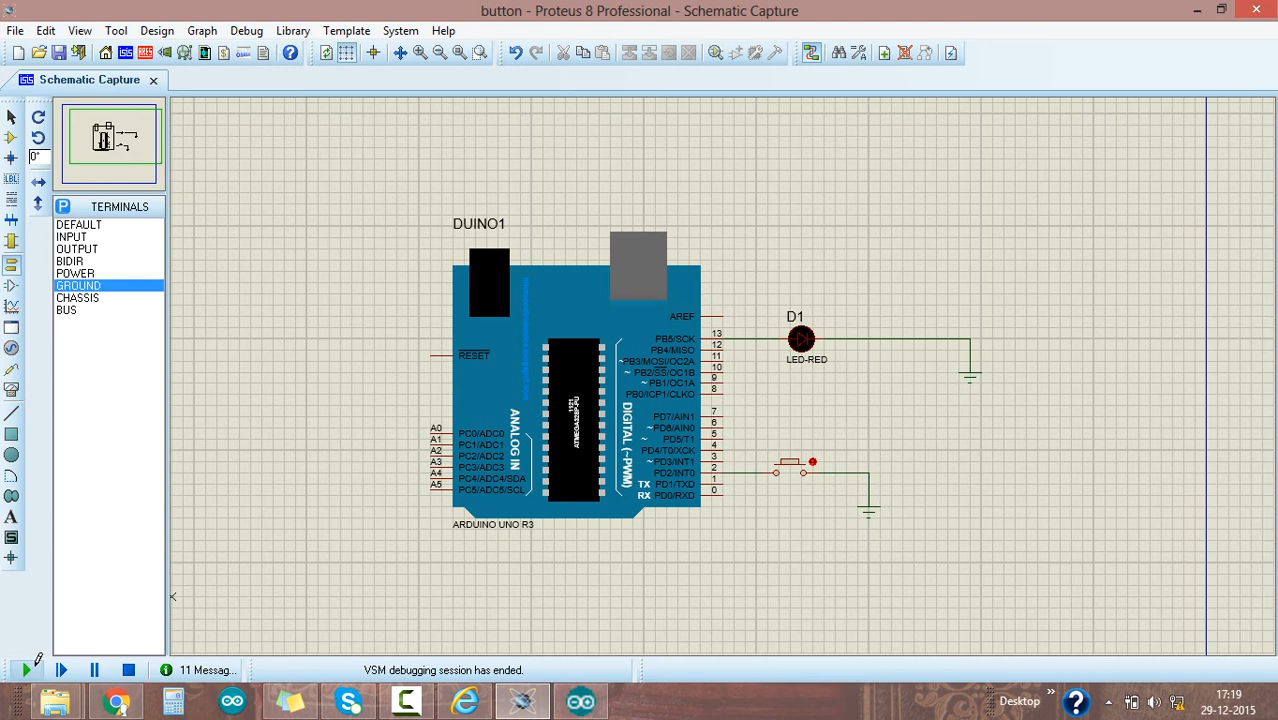 button - Proteus 8 Professional - Schematic Capture
File Edit View Tool Design Graph Debug Library Template System Help
Schematic Capture
0°
TERMINALS
DEFAULT
INPUT
OUTPUT
BIDIR
POWER
GROUND
CHASSIS
BUS
DUINO1
AREF
13
PB5/SCK
12
PB4/MISO
11
~PB3/MOSI/OC2A
10
~ PB2/SS/OC1B
9
~ PB1/OC1A
8
PB0/ICP1/CLKO
7
PD7/AIN1
6
~PD6/AIN0
5
~ PD5/T1
4
PD4/T0/XCK
3
~PD3/INT1
2
PD2/INT0
1
TX PD1/TXD
0
RX PD0/RXD
RESET
A0 PC0/ADC0
A1 PC1/ADC1
A2 PC2/ADC2
A3 PC3/ADC3
A4 PC4/ADC4/SDA
A5 PC5/ADC5/SCL
ANALOG IN
1121
ATMEGA328P-PU
DIGITAL (~PWM)
ARDUINO UNO R3
D1
LED-RED
11 Messag...
VSM debugging session has ended.
Desktop
17:19
29-12-2015